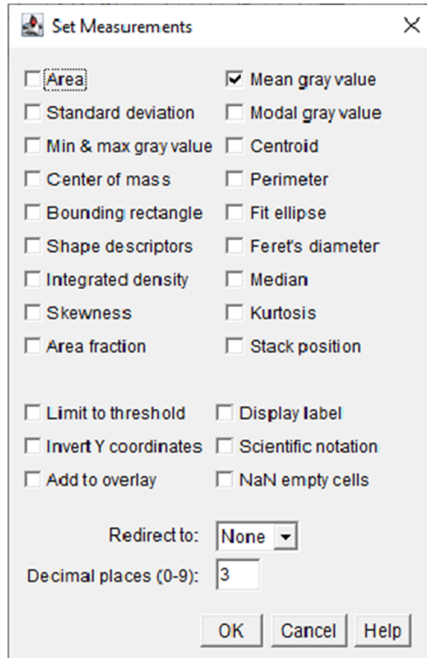 Set Measurements
Area Mean gray value
Standard deviation Modal gray value
Min & max gray value Centroid
Center of mass Perimeter
Bounding rectangle Fit ellipse
Shape descriptors Feret's diameter
Integrated density Median
Skewness Kurtosis
Area fraction Stack position
Limit to threshold Display label
Invert Y coordinates Scientific notation
Add to overlay NaN empty cells
Redirect to: None
Decimal places (0-9): 3
OK Cancel Help